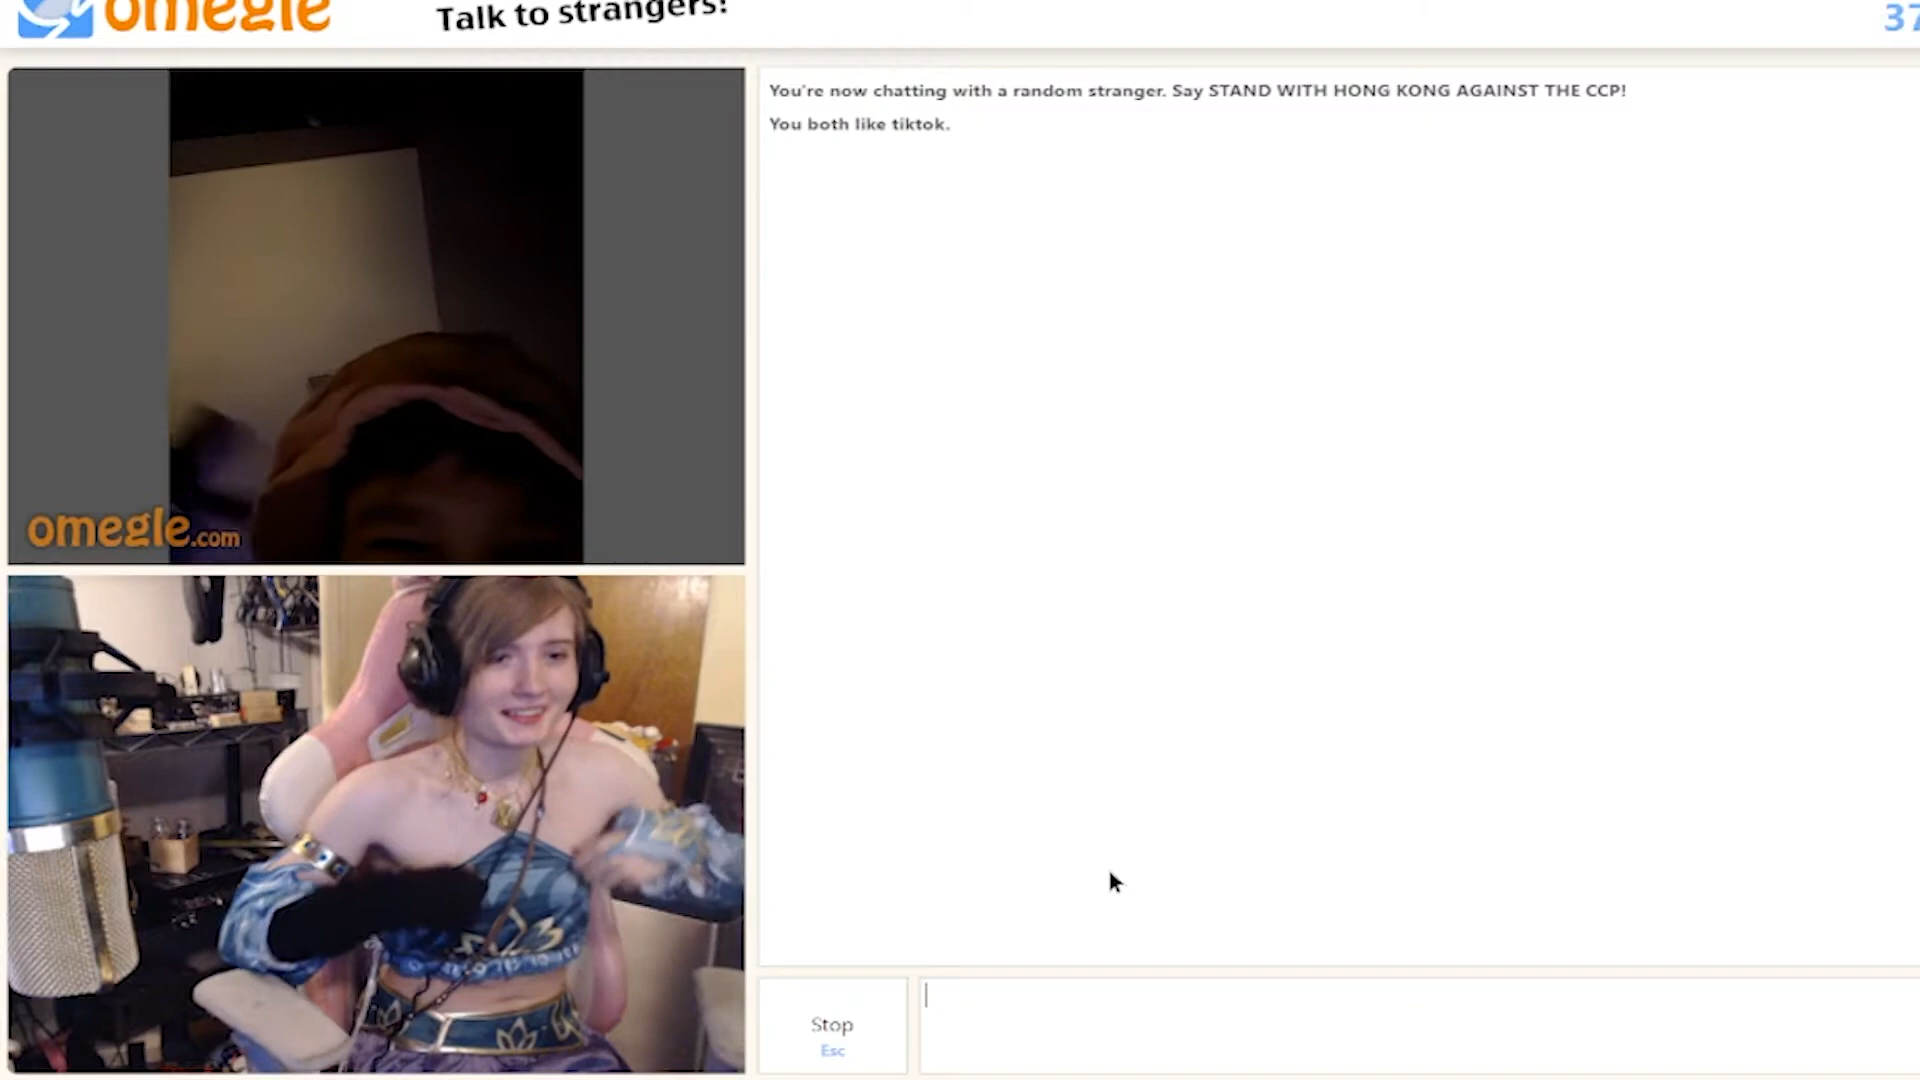 omegle
Talk to strangers!
37
You're now chatting with a random stranger. Say STAND WITH HONG KONG AGAINST THE CCP!
You both like tiktok.
omegle.com
Stop
Esc